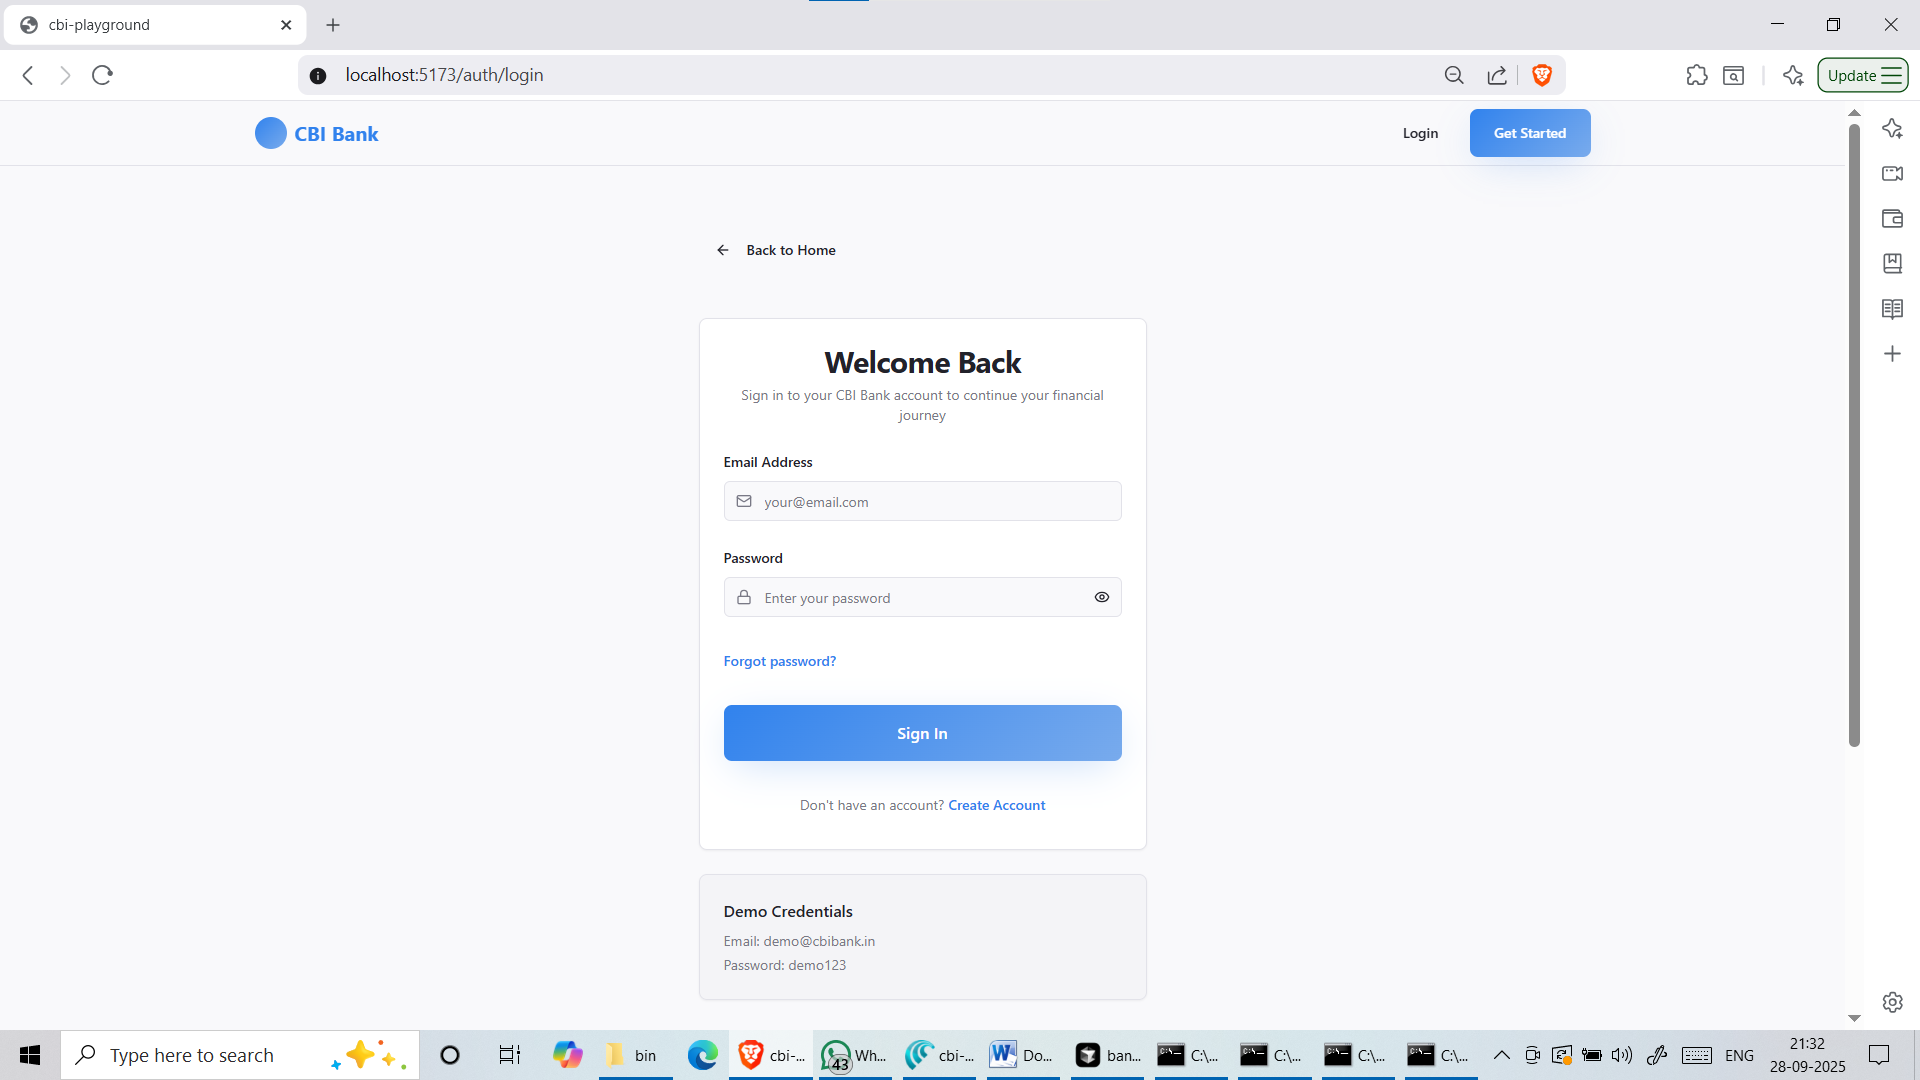 cbi-playground
localhost:5173/auth/login
Update
CBI Bank
Login
Get Started
Back to Home
Welcome Back
Sign in to your CBI Bank account to continue your financial
journey
Email Address
your@email.com
Password
Enter your password
Forgot password?
Sign In
Don't have an account? Create Account
Demo Credentials
Email: demo@cbibank.in
Password: demo123
Type here to search
bin
cbi-...
43
Wh...
cbi-...
Do...
ban...
C:\...
C:\...
C:\...
C:\...
ENG
21:32
28-09-2025